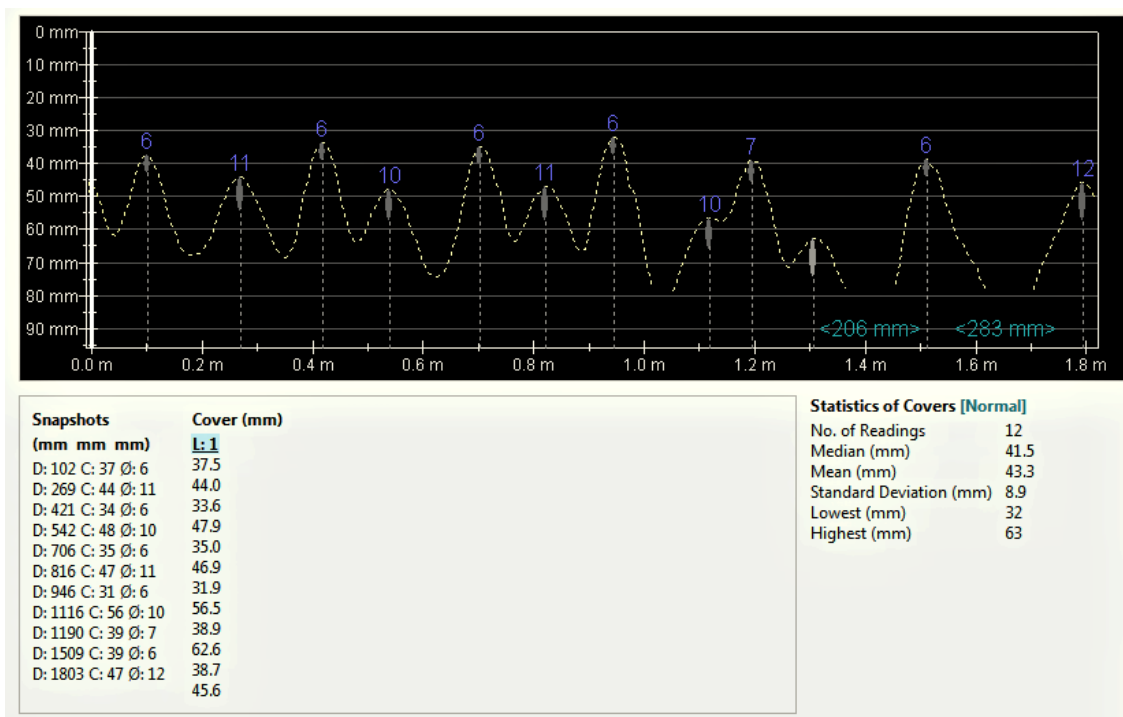 0 mm
10 mm
20 mm
30 mm
40 mm
50 mm
60 mm
70 mm
80 mm
90 mm
6
11
6
10
6
11
6
10
7
6
12
<206 mm>
<283 mm>
0.0 m
0.2 m
0.4 m
0.6 m
0.8 m
1.0 m
1.2 m
1.4 m
1.6 m
1.8 m
Snapshots
(mm mm mm)
D: 102 C: 37 Ø: 6
D: 269 C: 44 Ø: 11
D: 421 C: 34 Ø: 6
D: 542 C: 48 Ø: 10
D: 706 C: 35 Ø: 6
D: 816 C: 47 Ø: 11
D: 946 C: 31 Ø: 6
D: 1116 C: 56 Ø: 10
D: 1190 C: 39 Ø: 7
D: 1509 C: 39 Ø: 6
D: 1803 C: 47 Ø: 12
Cover (mm)
L: 1
37.5
44.0
33.6
47.9
35.0
46.9
31.9
56.5
38.9
62.6
38.7
45.6
Statistics of Covers [Normal]
No. of Readings 12
Median (mm) 41.5
Mean (mm) 43.3
Standard Deviation (mm) 8.9
Lowest (mm) 32
Highest (mm) 63